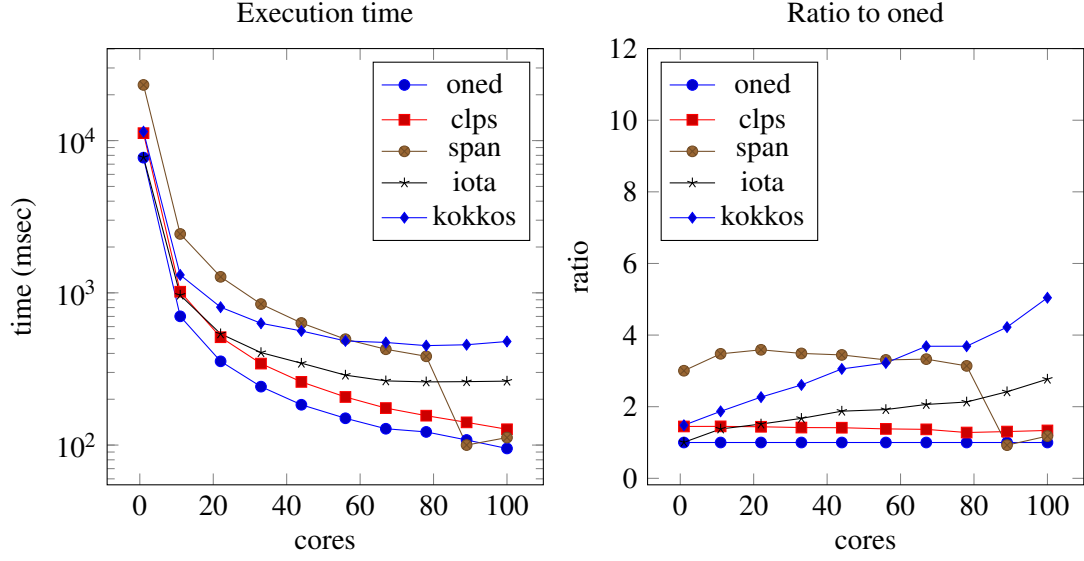 Execution time
10^4
10^3
10^2
time (msec)
0 20 40 60 80 100
cores
oned
clps
span
iota
kokkos
Ratio to oned
12
10
8
6
4
2
0
ratio
0 20 40 60 80 100
cores
oned
clps
span
iota
kokkos